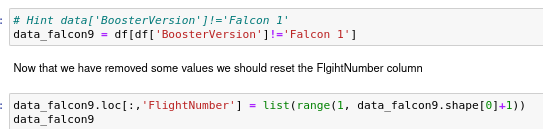 : # Hint data['BoosterVersion']!='Falcon 1'
data_falcon9 = df[df['BoosterVersion']!='Falcon 1']
Now that we have removed some values we should reset the FlgihtNumber column
: data_falcon9.loc[:,'FlightNumber'] = list(range(1, data_falcon9.shape[0]+1))
data_falcon9